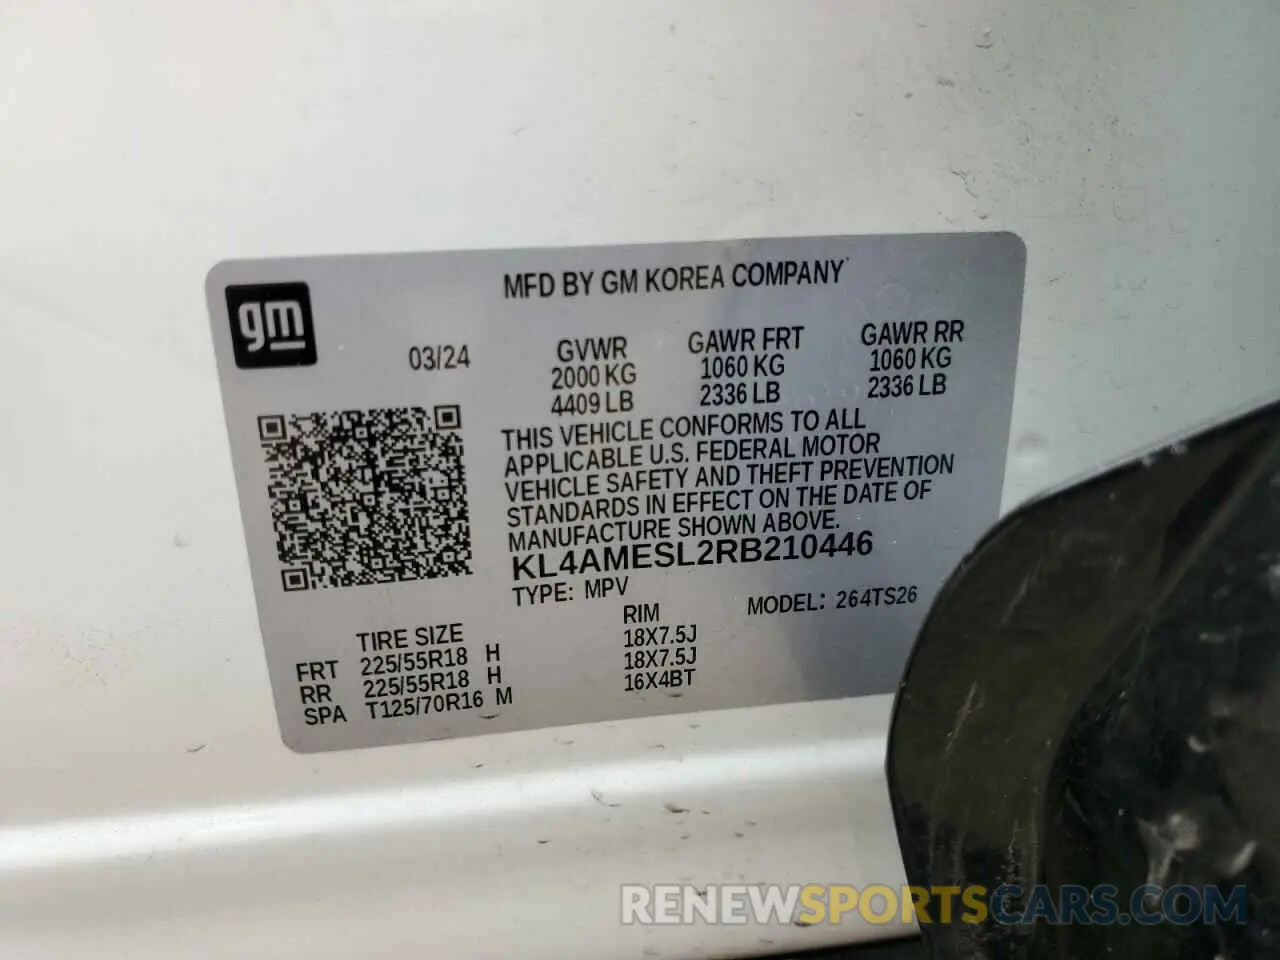 gm
MFD BY GM KOREA COMPANY
03/24
GVWR GAWR FRT GAWR RR
2000 KG 1060 KG 1060 KG
4409 LB 2336 LB 2336 LB
THIS VEHICLE CONFORMS TO ALL
APPLICABLE U.S. FEDERAL MOTOR
VEHICLE SAFETY AND THEFT PREVENTION
STANDARDS IN EFFECT ON THE DATE OF
MANUFACTURE SHOWN ABOVE.
KL4AMESL2RB210446
TYPE: MPV MODEL: 264TS26
TIRE SIZE RIM
FRT 225/55R18 H 18X7.5J
RR 225/55R18 H 18X7.5J
SPA T125/70R16 M 16X4BT
RENEWSPORTSCARS.COM